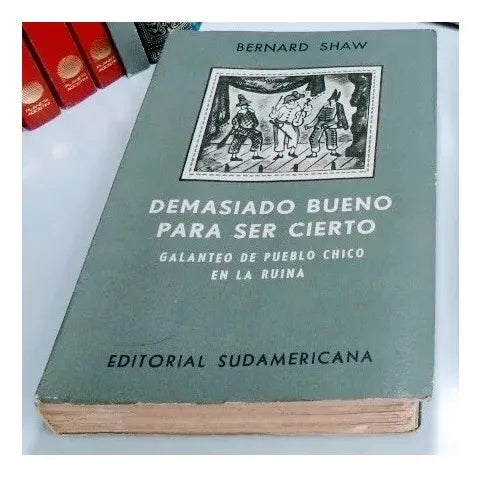 BERNARD SHAW
DEMASIADO BUENO
PARA SER CIERTO
GALANTEO DE PUEBLO CHICO
EN LA RUINA
EDITORIAL SUDAMERICANA